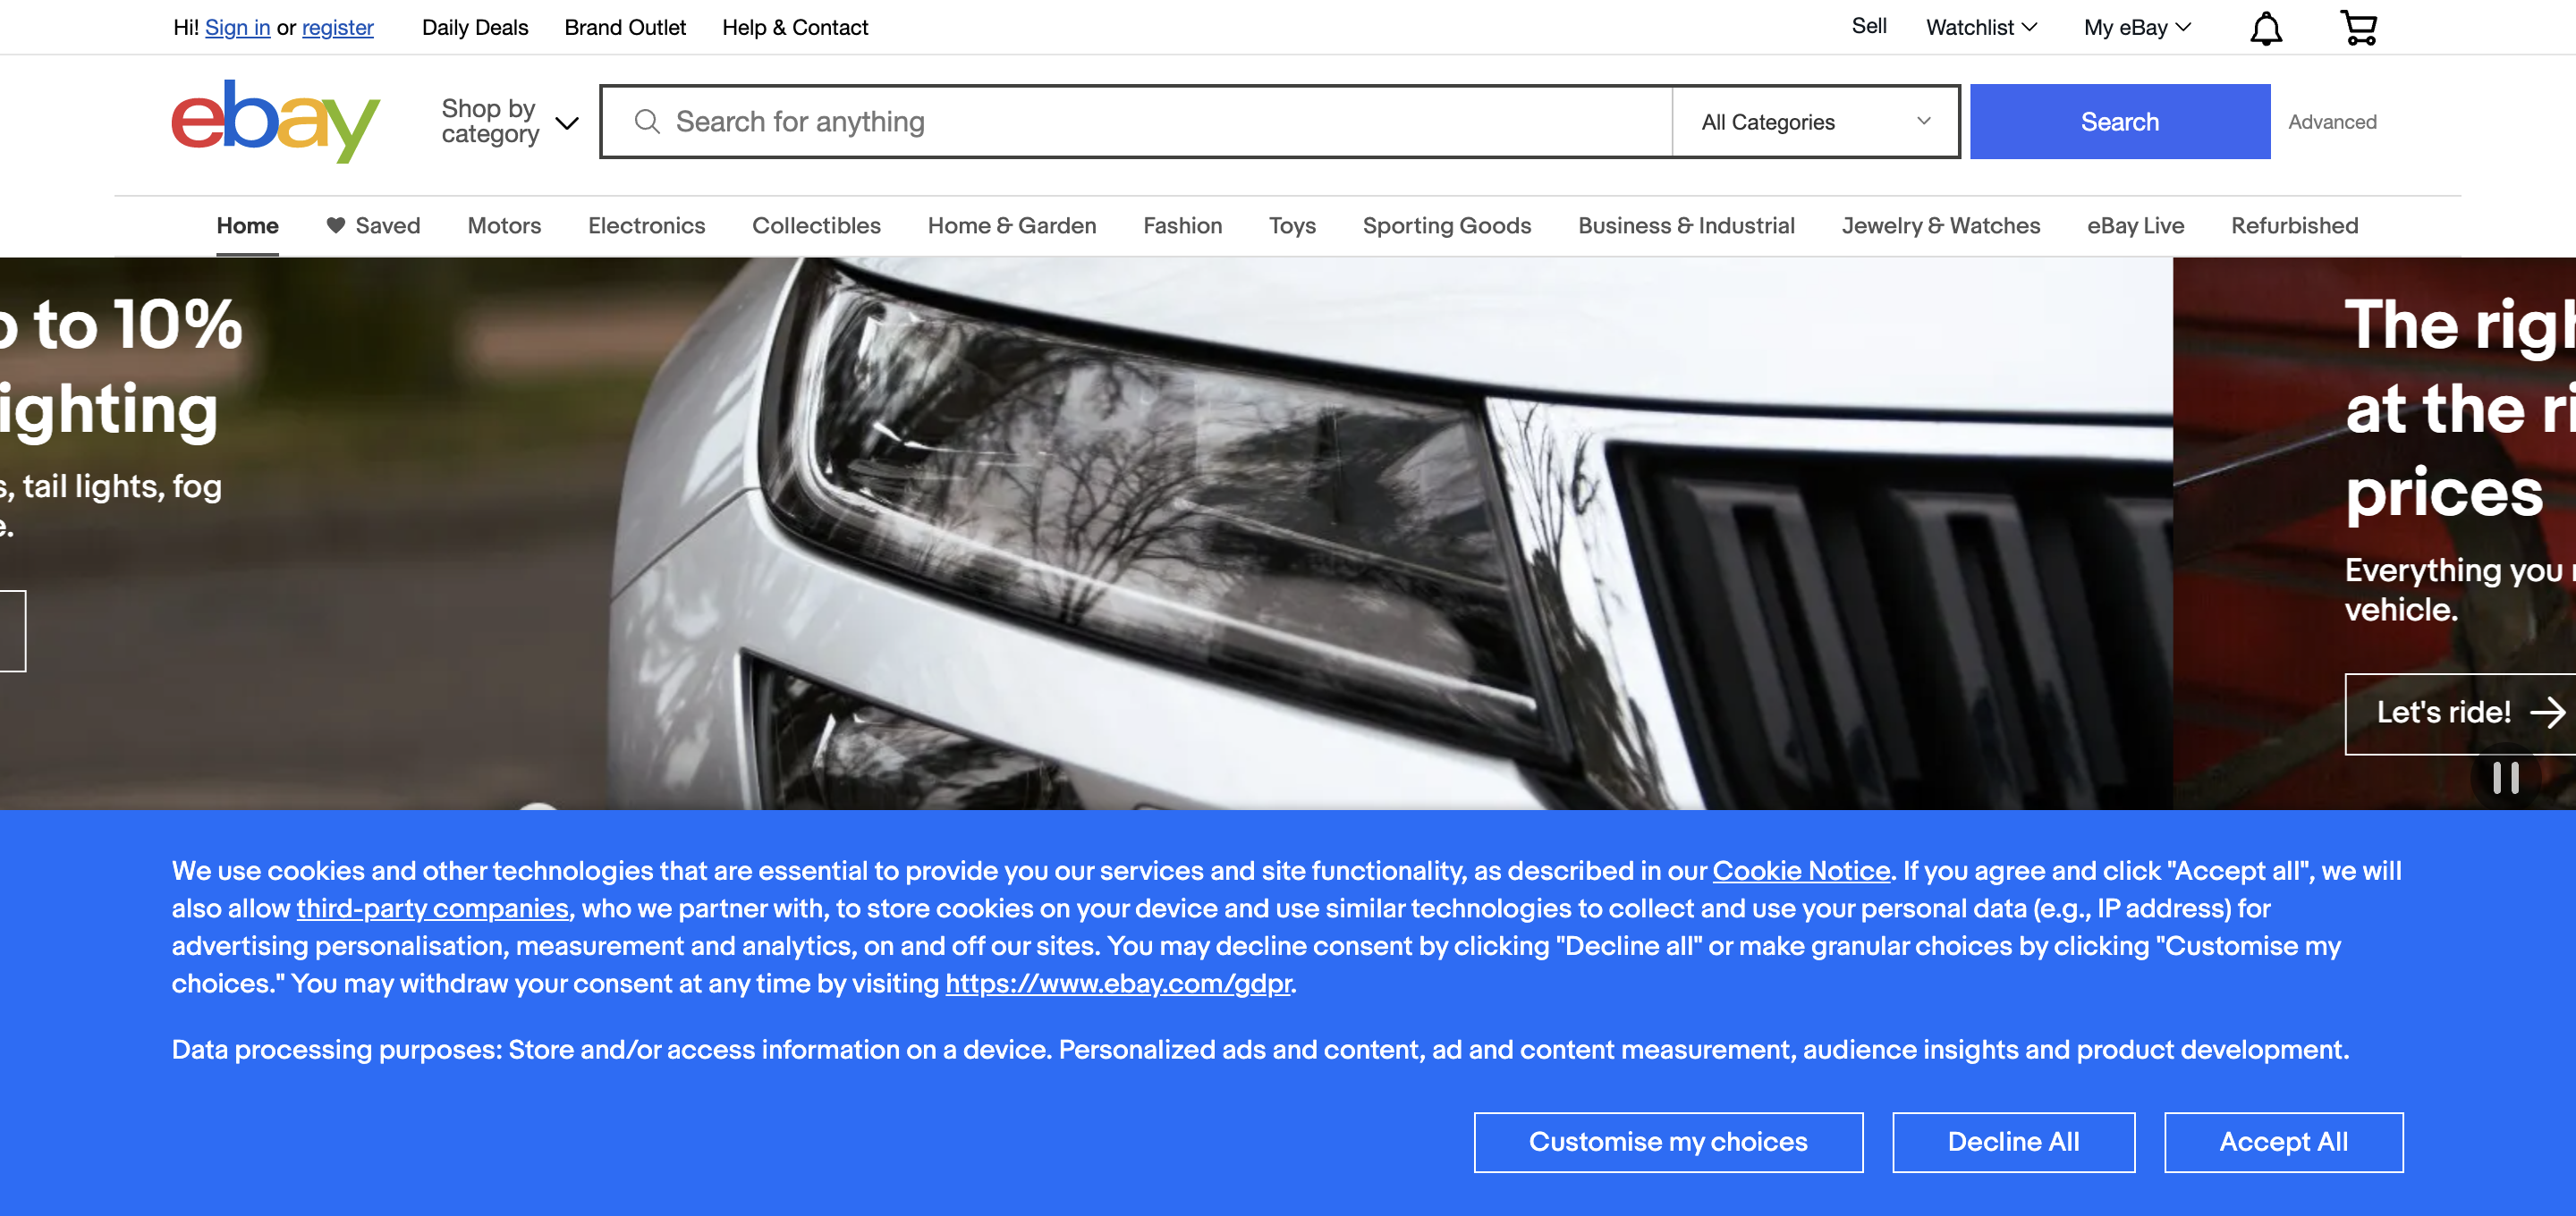 Hi! Sign in or register Daily Deals Brand Outlet Help & Contact Sell Watchlist My eBay
ebay
Shop by
category
Search for anything
All Categories
Search
Advanced
Home Saved Motors Electronics Collectibles Home & Garden Fashion Toys Sporting Goods Business & Industrial Jewelry & Watches eBay Live Refurbished
to 10%
ighting
tail lights, fog
The righ
at the ri
prices
Everything you
vehicle.
Let's ride!
We use cookies and other technologies that are essential to provide you our services and site functionality, as described in our Cookie Notice. If you agree and click "Accept all", we will
also allow third-party companies, who we partner with, to store cookies on your device and use similar technologies to collect and use your personal data (e.g., IP address) for
advertising personalisation, measurement and analytics, on and off our sites. You may decline consent by clicking "Decline all" or make granular choices by clicking "Customise my
choices." You may withdraw your consent at any time by visiting https://www.ebay.com/gdpr.
Data processing purposes: Store and/or access information on a device. Personalized ads and content, ad and content measurement, audience insights and product development.
Customise my choices
Decline All
Accept All